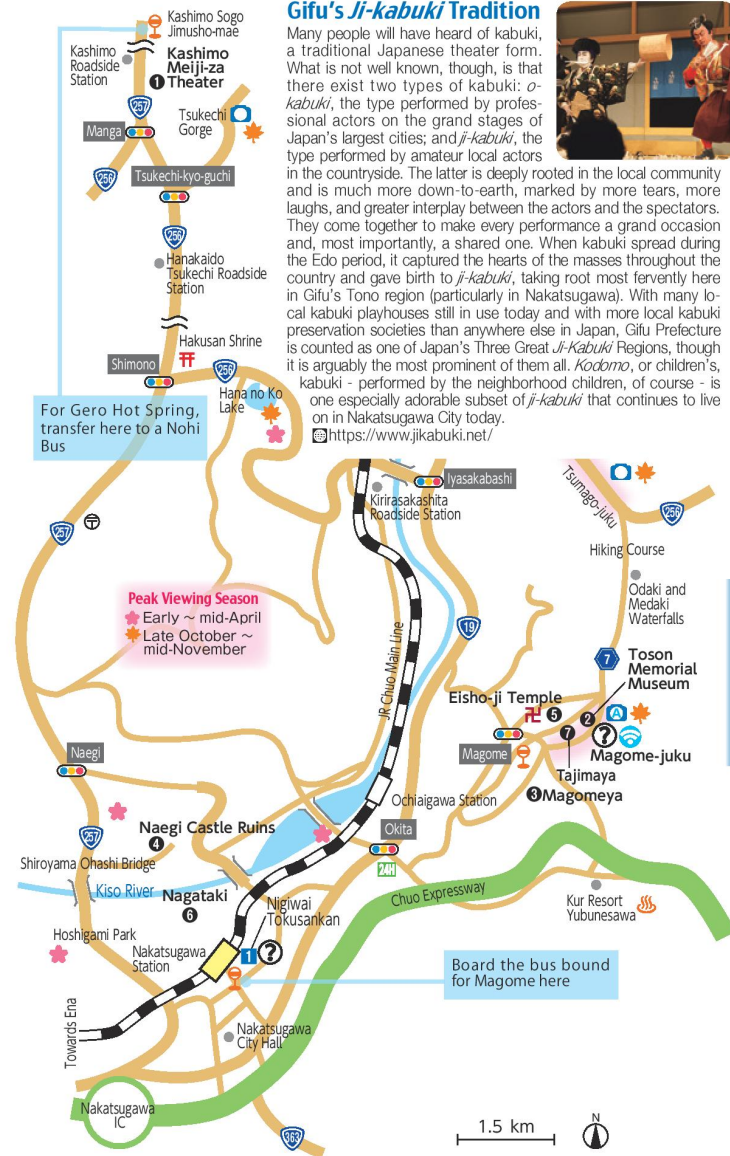 Gifu's Ji-kabuki Tradition
Many people will have heard of kabuki,
a traditional Japanese theater form.
What is not well known, though, is that
there exist two types of kabuki: o-
kabuki, the type performed by profes-
sional actors on the grand stages of
Japan's largest cities; and ji-kabuki, the
type performed by amateur local actors
in the countryside. The latter is deeply rooted in the local community
and is much more down-to-earth, marked by more tears, more
laughs, and greater interplay between the actors and the spectators.
They come together to make every performance a grand occasion
and, most importantly, a shared one. When kabuki spread during
the Edo period, it captured the hearts of the masses throughout the
country and gave birth to ji-kabuki, taking root most fervently here
in Gifu's Tono region (particularly in Nakatsugawa). With many lo-
cal kabuki playhouses still in use today and with more local kabuki
preservation societies than anywhere else in Japan, Gifu Prefecture
is counted as one of Japan's Three Great Ji-Kabuki Regions, though
it is arguably the most prominent of them all. Kodomo, or children's,
kabuki - performed by the neighborhood children, of course - is
one especially adorable subset of ji-kabuki that continues to live
on in Nakatsugawa City today.
https://www.jikabuki.net/
Kashimo Sogo
Jimusho-mae
Kashimo
Roadside
Station
Kashimo
Meiji-za
Theater
1
257
Manga
Tsukechi
Gorge
256
Tsukechi-kyo-guchi
256
Hanakaido
Tsukechi Roadside
Station
Hakusan Shrine
Shimono
256
Hana no Ko
Lake
For Gero Hot Spring,
transfer here to a Nohi
Bus
257
Peak Viewing Season
Early ~ mid-April
Late October ~
mid-November
Iyasakabashi
Kirirasakashita
Roadside Station
Tsumago-juku
256
Hiking Course
Odaki and
Medaki
Waterfalls
19
JR Chuo Main Line
7
Toson
Memorial
Museum
Eisho-ji Temple
5
2
A
7
?
Magome
Magome-juku
Tajimaya
3
Magomeya
Naegi
Ochiaigawa Station
Okita
24H
Naegi Castle Ruins
4
257
Shiroyama Ohashi Bridge
Kiso River
Nagataki
6
Chuo Expressway
Kur Resort
Yubunesawa
Nigiwai
Tokusankan
1
?
Hoshigami Park
Nakatsugawa
Station
Board the bus bound
for Magome here
Towards Ena
Nakatsugawa
City Hall
Nakatsugawa
IC
363
1.5 km
N